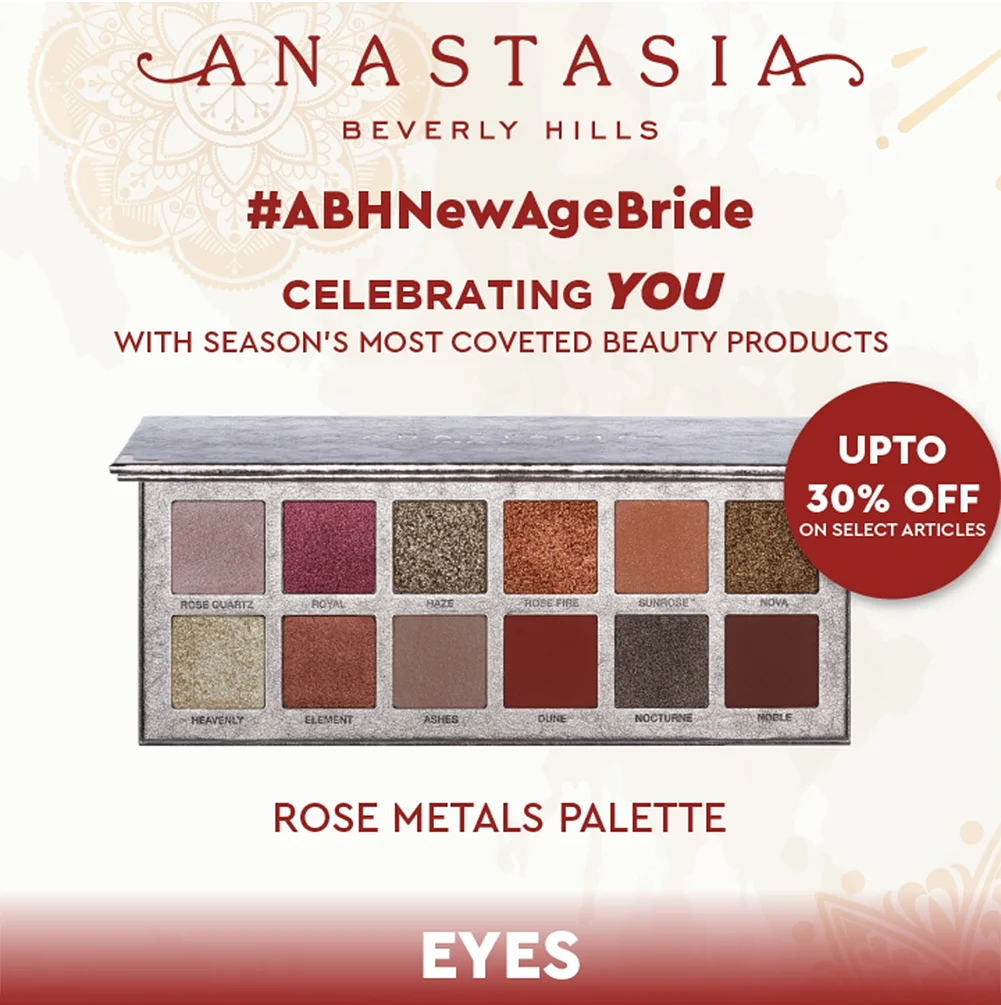 ANASTASIA
BEVERLY HILLS
#ABHNewAgeBride
CELEBRATING YOU
WITH SEASON'S MOST COVETED BEAUTY PRODUCTS
ANASTASIA
UPTO
30% OFF
ON SELECT ARTICLES
ROSE QUARTZ ROYAL HAZE ROSE FIRE SUNROSE NOVA
HEAVENLY ELEMENT ASHES DUNE NOCTURNE NOBLE
ROSE METALS PALETTE
EYES